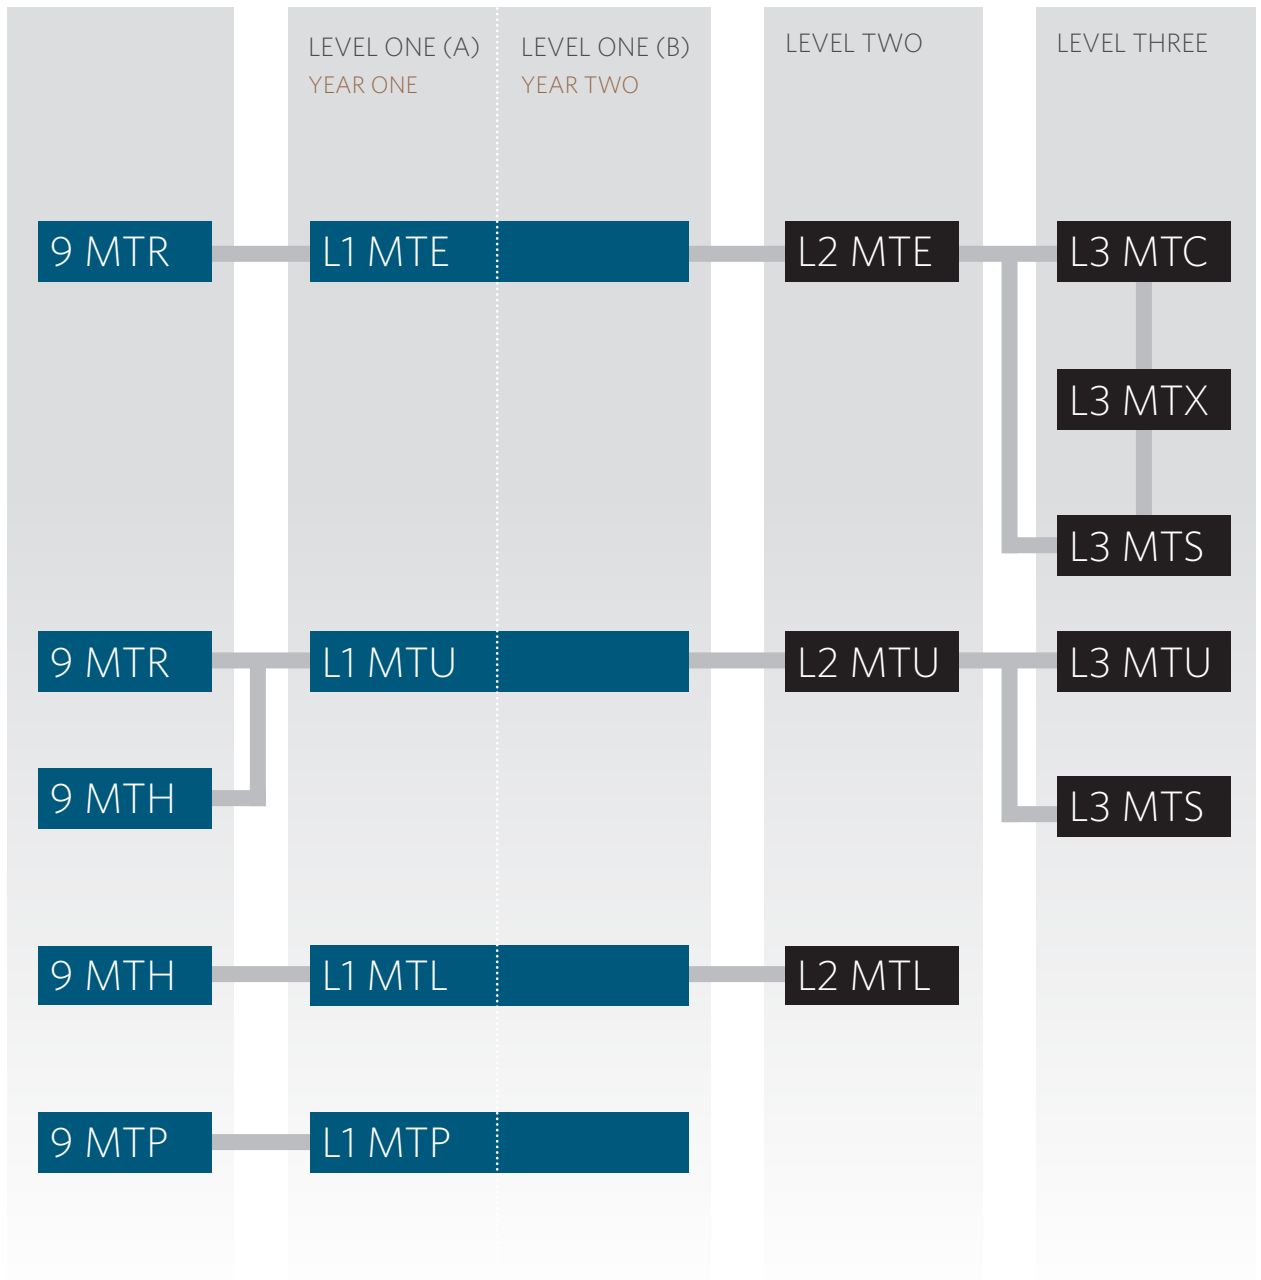 LEVEL ONE (A) LEVEL ONE (B) LEVEL TWO LEVEL THREE
YEAR ONE YEAR TWO
9 MTR L1 MTE L2 MTE L3 MTC
L3 MTX
L3 MTS
9 MTR L1 MTU L2 MTU L3 MTU
9 MTH L3 MTS
9 MTH L1 MTL L2 MTL
9 MTP L1 MTP